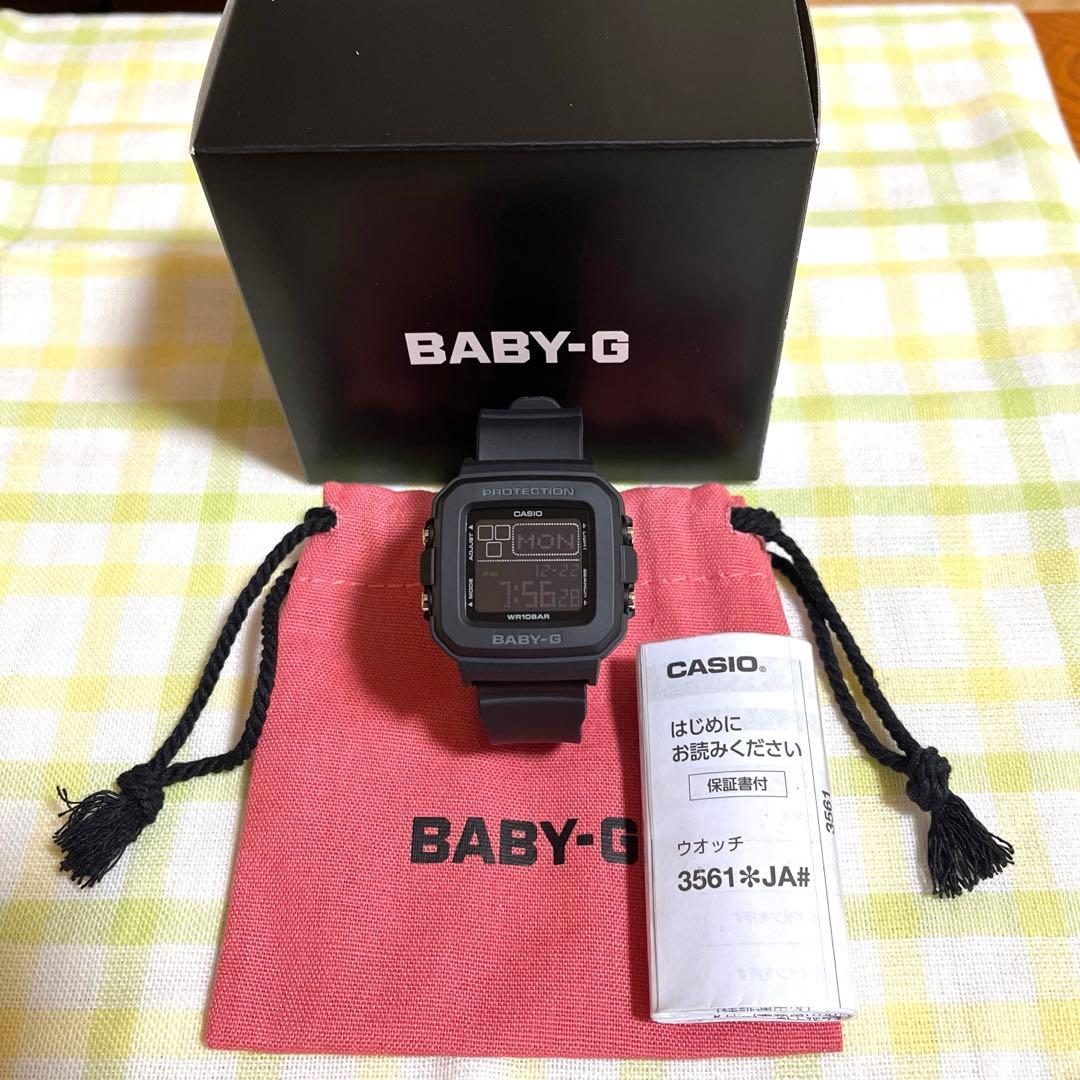 BABY-G
PROTECTION
CASIO
ADJUST
LIGHT
MON
PM 12-22
7:56 28
MODE
SEARCH
WR10BAR
BABY-G
BABY-G
CASIO®
はじめに
お読みください
保証書付
ウオッチ
3561✻JA#
3561